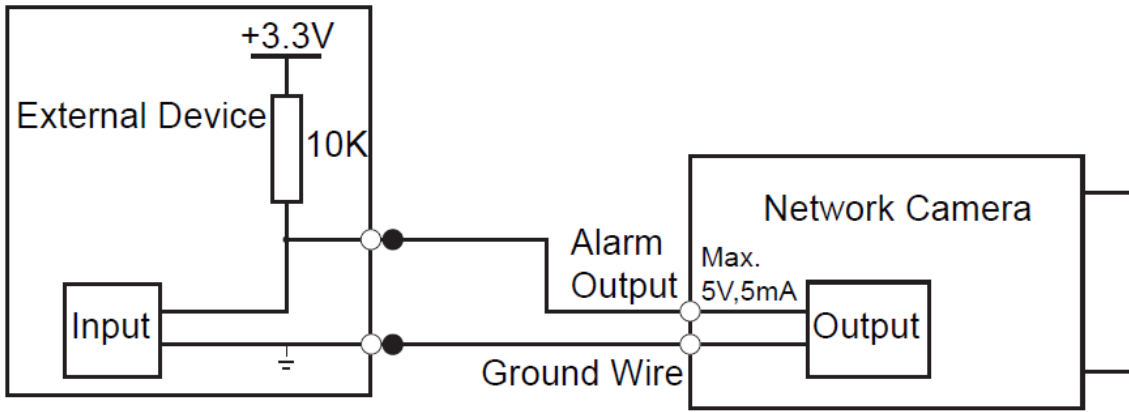 +3.3V
External Device
10K
Network Camera
Alarm
Output
Max.
5V,5mA
Input
Output
Ground Wire